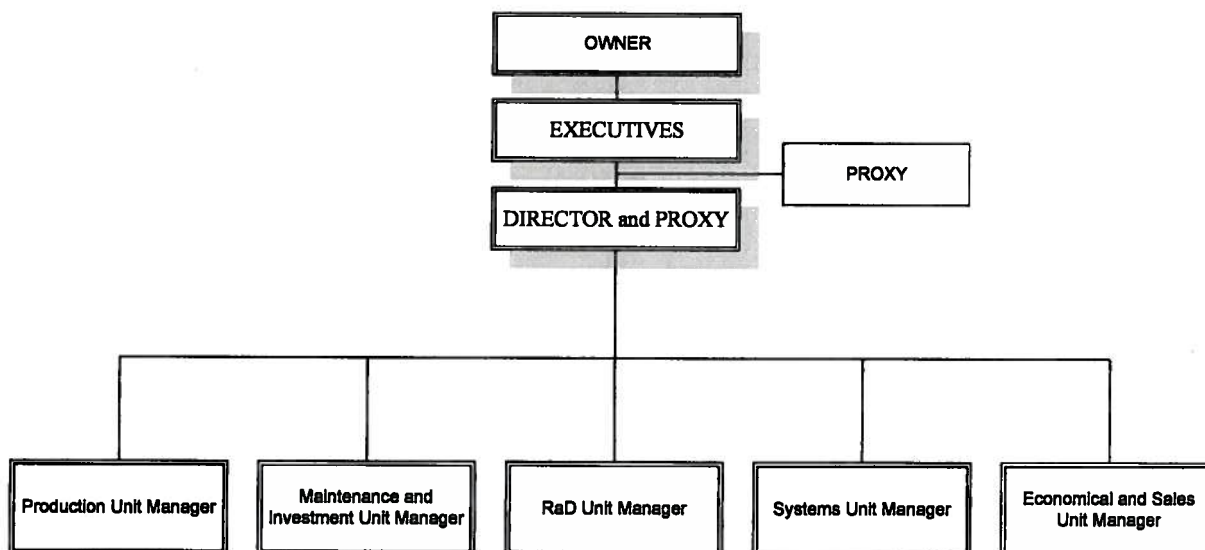 OWNER
EXECUTIVES
PROXY
DIRECTOR and PROXY
Production Unit Manager
Maintenance and
Investment Unit Manager
RaD Unit Manager
Systems Unit Manager
Economical and Sales
Unit Manager